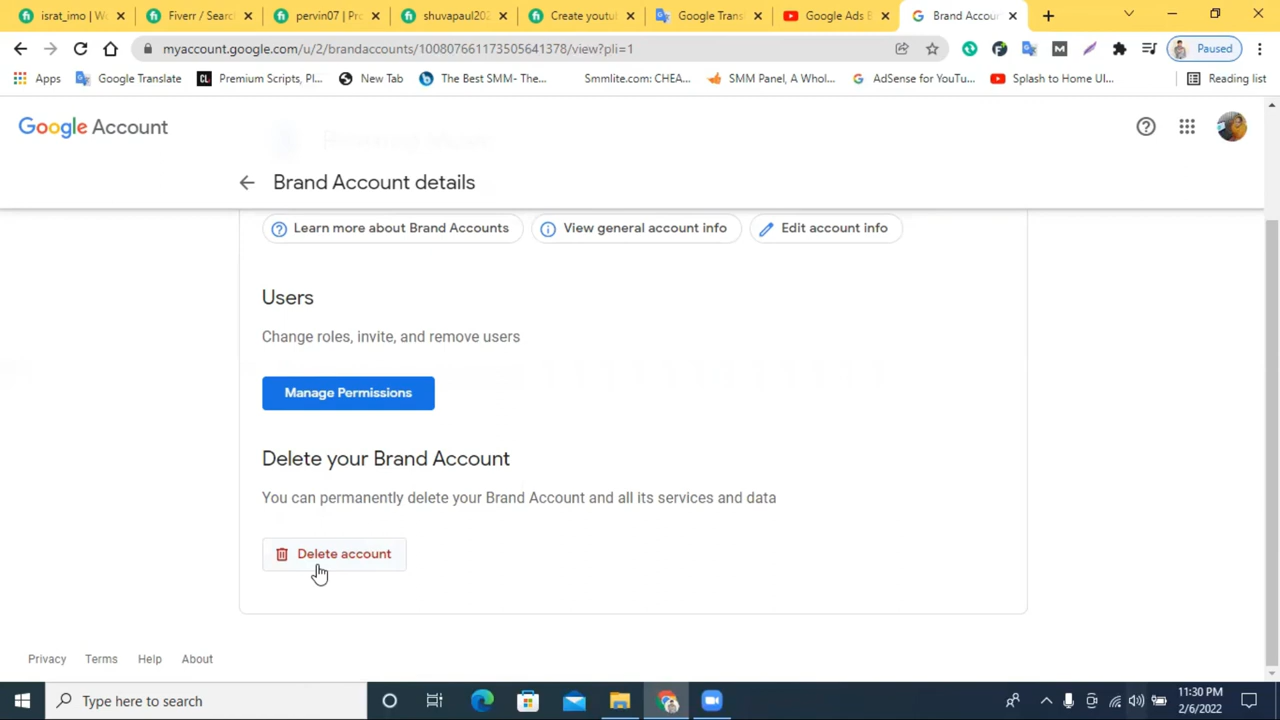 israt_imo | Wo
Fiverr / Searc
pervin07 | Pro
shuvapaul202
Create youtub
Google Trans
Google Ads B
Brand Accoun
myaccount.google.com/u/2/brandaccounts/100807661173505641378/view?pli=1
Paused
Apps
Google Translate
Premium Scripts, Pl...
New Tab
The Best SMM- The...
Smmlite.com: CHEA...
SMM Panel, A Whol...
AdSense for YouTu...
Splash to Home UI...
Reading list
Google Account
Brand Account details
Learn more about Brand Accounts
View general account info
Edit account info
Users
Change roles, invite, and remove users
Manage Permissions
Delete your Brand Account
You can permanently delete your Brand Account and all its services and data
Delete account
Privacy Terms Help About
Type here to search
11:30 PM
2/6/2022